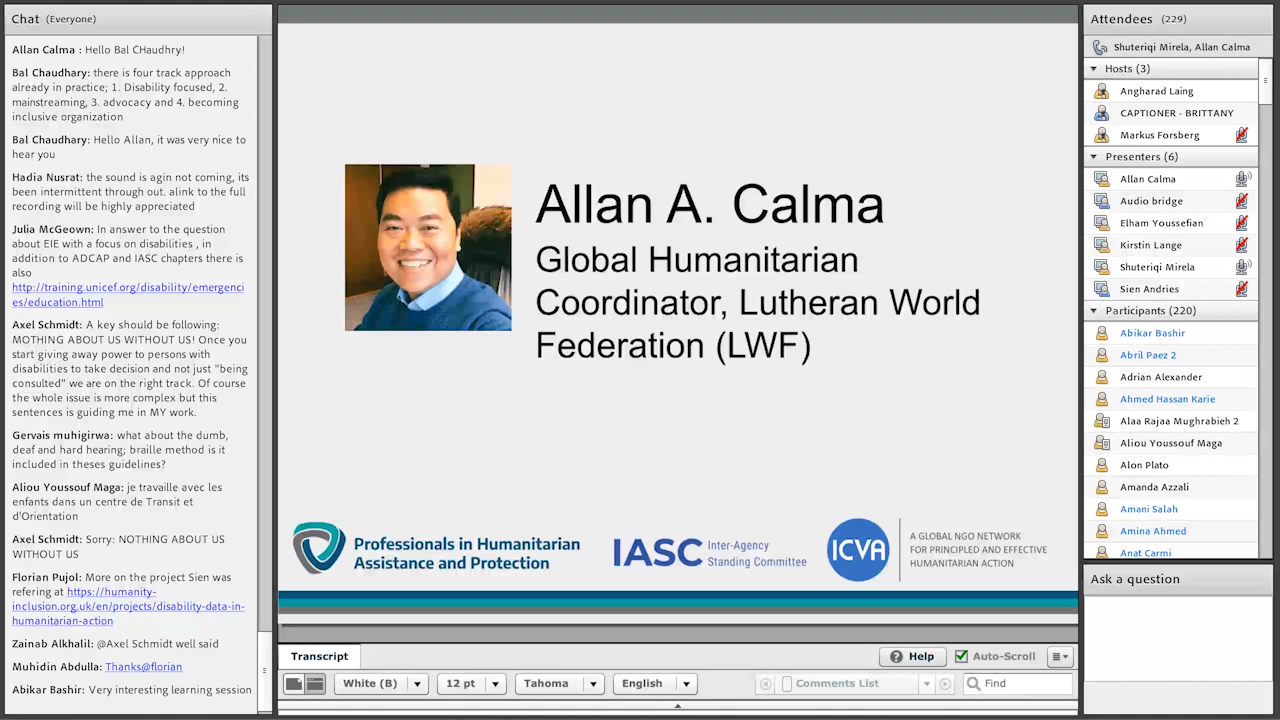 Chat (Everyone)
Allan Calma : Hello Bal CHaudhry!
Bal Chaudhary: there is four track approach
already in practice; 1. Disability focused, 2.
mainstreaming, 3. advocacy and 4. becoming
inclusive organization
Bal Chaudhary: Hello Allan, it was very nice to
hear you
Hadia Nusrat: the sound is agin not coming, its
been intermittent through out. alink to the full
recording will be highly appreciated
Julia McGeown: In answer to the question
about EIE with a focus on disabilities , in
addition to ADCAP and IASC chapters there is
also
http://training.unicef.org/disability/emergenci
es/education.html
Axel Schmidt: A key should be following:
MOTHING ABOUT US WITHOUT US! Once you
start giving away power to persons with
disabilities to take decision and not just "being
consulted" we are on the right track. Of course
the whole issue is more complex but this
sentences is guiding me in MY work.
Gervais muhigirwa: what about the dumb,
deaf and hard hearing; braille method is it
included in theses guidelines?
Aliou Youssouf Maga: je travaille avec les
enfants dans un centre de Transit et
d'Orientation
Axel Schmidt: Sorry: NOTHING ABOUT US
WITHOUT US
Florian Pujol: More on the project Sien was
refering at https://humanity-
inclusion.org.uk/en/projects/disability-data-in-
humanitarian-action
Zainab Alkhalil: @Axel Schmidt well said
Muhidin Abdulla: Thanks@florian
Abikar Bashir: Very interesting learning session
Allan A. Calma
Global Humanitarian
Coordinator, Lutheran World
Federation (LWF)
Professionals in Humanitarian
Assistance and Protection
IASC Inter-Agency
Standing Committee
ICVA
A GLOBAL NGO NETWORK
FOR PRINCIPLED AND EFFECTIVE
HUMANITARIAN ACTION
Transcript
Help
Auto-Scroll
White (B)
12 pt
Tahoma
English
Comments List
Find
Attendees (229)
Shuteriqi Mirela, Allan Calma
Hosts (3)
Angharad Laing
CAPTIONER - BRITTANY
Markus Forsberg
Presenters (6)
Allan Calma
Audio bridge
Elham Youssefian
Kirstin Lange
Shuteriqi Mirela
Sien Andries
Participants (220)
Abikar Bashir
Abril Paez 2
Adrian Alexander
Ahmed Hassan Karie
Alaa Rajaa Mughrabieh 2
Aliou Youssouf Maga
Alon Plato
Amanda Azzali
Amani Salah
Amina Ahmed
Anat Carmi
Ask a question